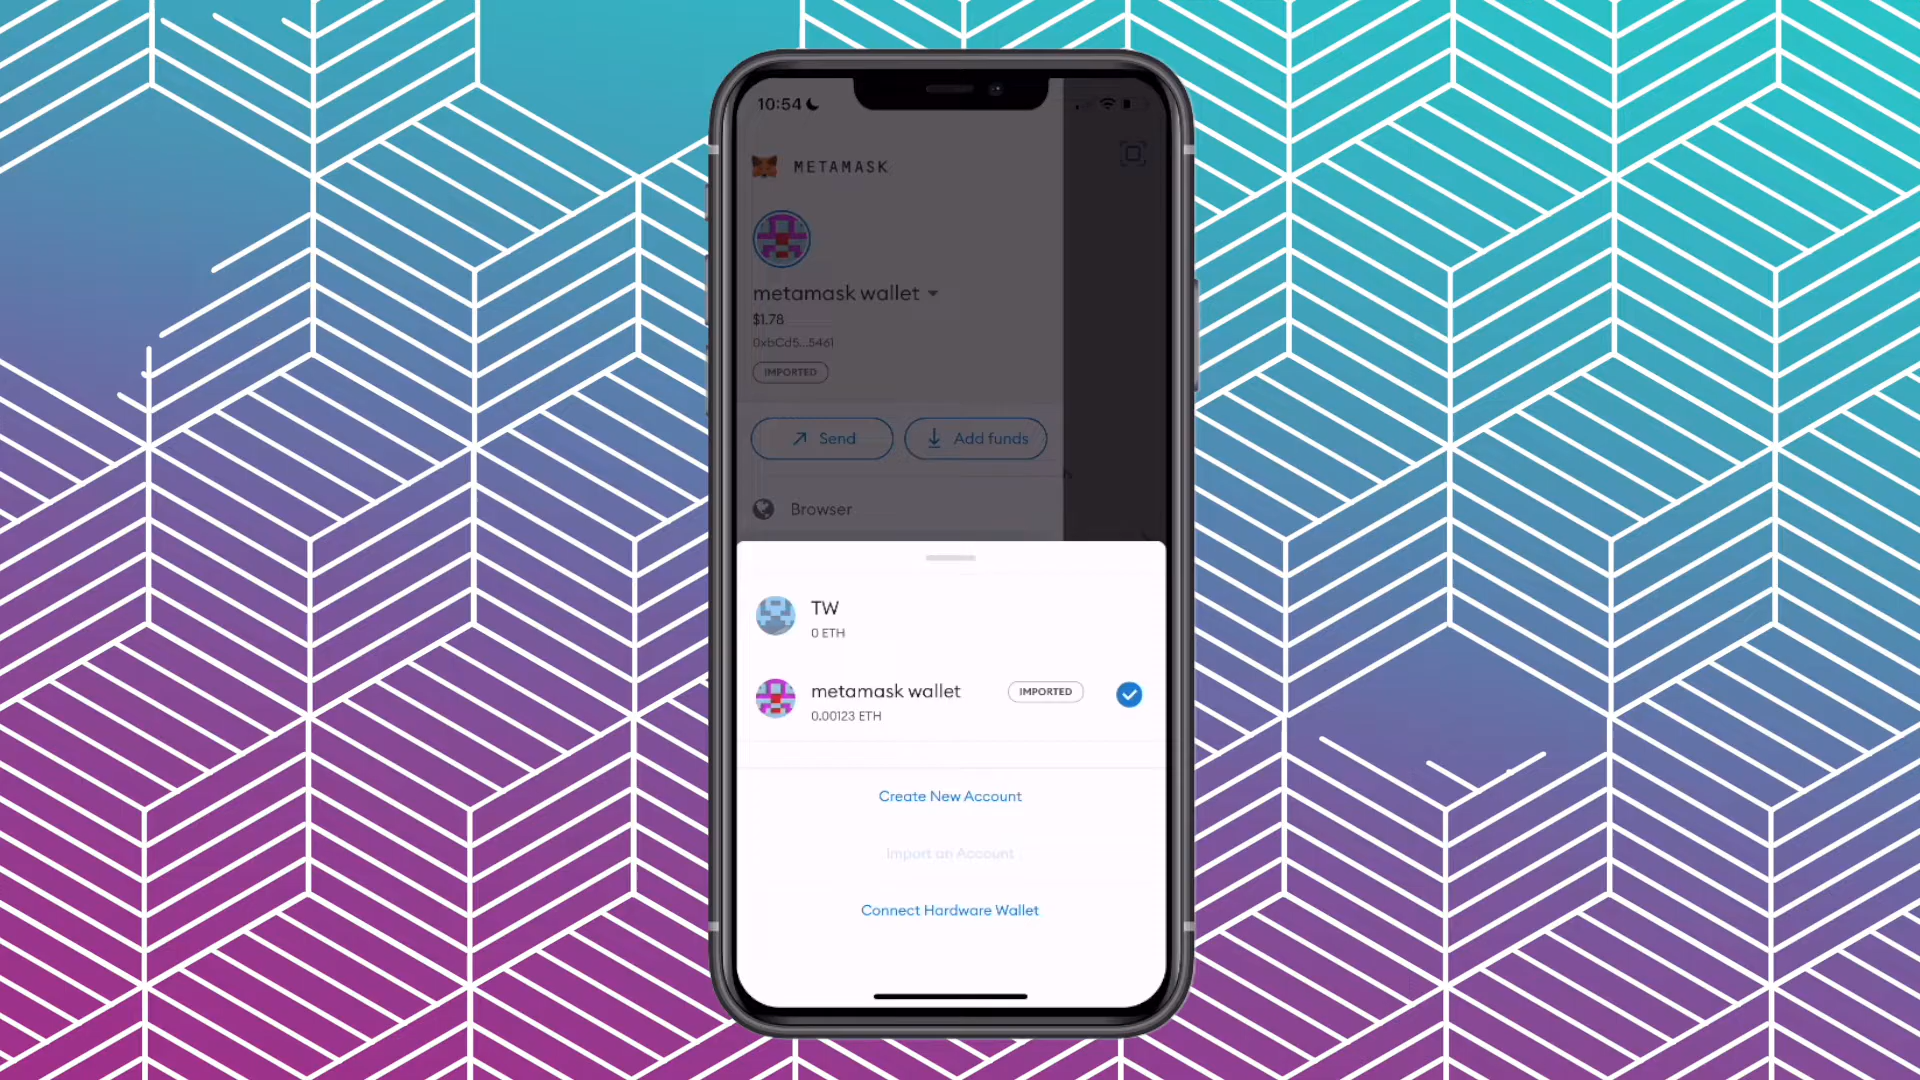 10:54
METAMASK
metamask wallet
$1.78
0xbCd5...5461
IMPORTED
Send
Add funds
Browser
TW
0 ETH
metamask wallet
IMPORTED
0.00123 ETH
Create New Account
Import an Account
Connect Hardware Wallet